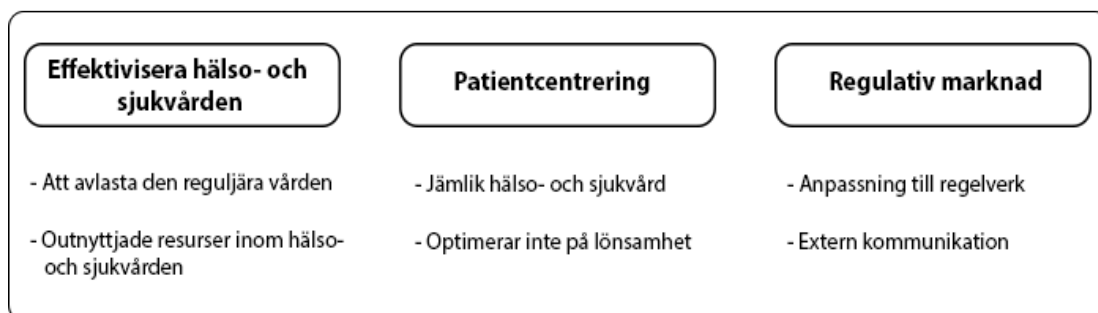 Effektivisera hälso- och
sjukvården
- Att avlasta den reguljära vården
- Outnyttjade resurser inom hälso-
och sjukvården
Patientcentrering
- Jämlik hälso- och sjukvård
- Optimerar inte på lönsamhet
Regulativ marknad
- Anpassning till regelverk
- Extern kommunikation